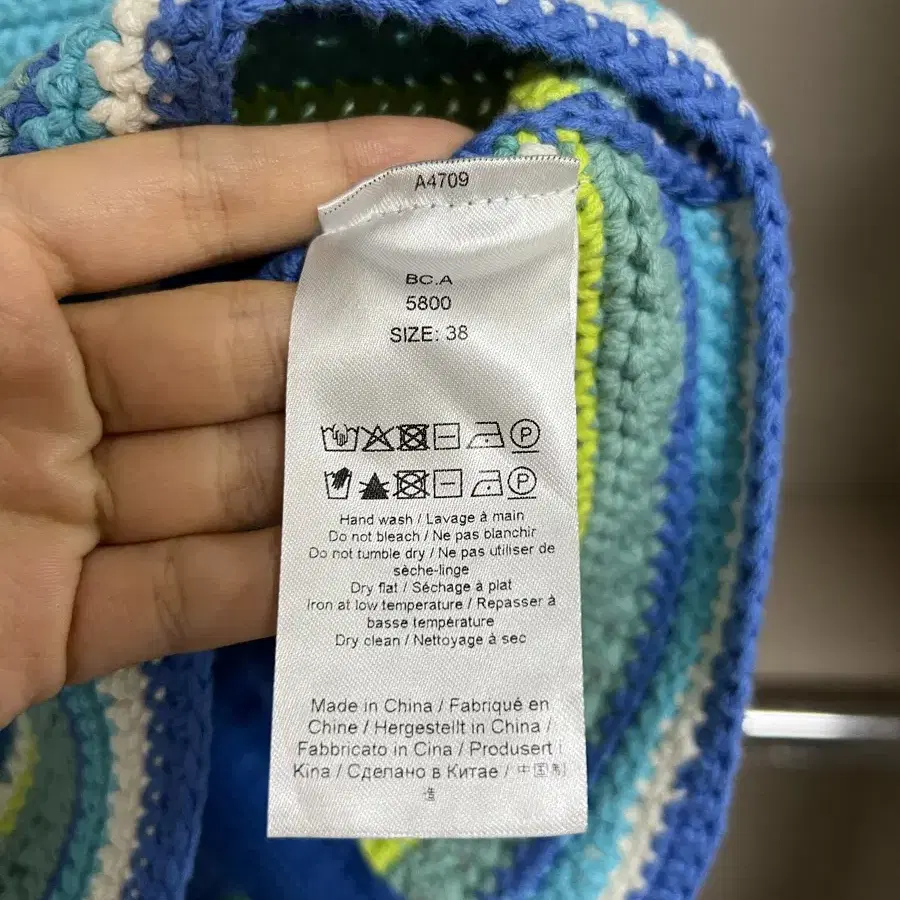 A4709
BC.A
5800
SIZE: 38
P
P
Hand wash / Lavage à main
Do not bleach / Ne pas blanchir
Do not tumble dry / Ne pas utiliser de
sèche-linge
Dry flat / Séchage à plat
Iron at low temperature / Repasser à
basse température
Dry clean / Nettoyage à sec
Made in China / Fabriqué en
Chine / Hergestellt in China /
Fabbricato in Cina / Produsert i
Kina / Сделано в Китае / 中国制
造